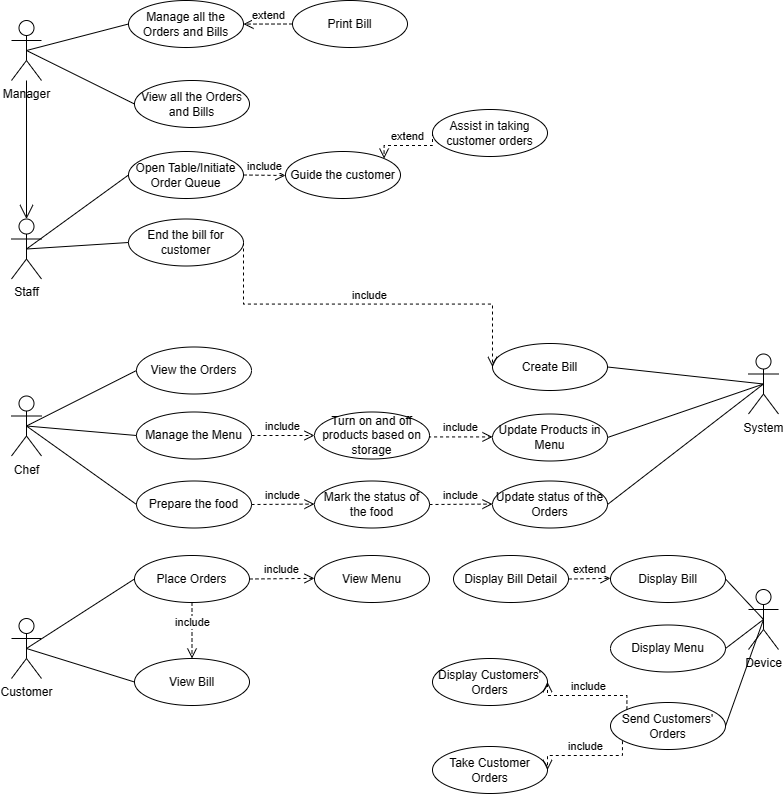 Manage all the
Orders and Bills
extend
Print Bill
Manager
View all the Orders
and Bills
Assist in taking
customer orders
extend
Open Table/Initiate
Order Queue
include
Guide the customer
End the bill for
customer
Staff
include
View the Orders
Create Bill
System
Chef
Manage the Menu
include
Turn on and off
products based on
storage
include
Update Products in
Menu
Prepare the food
include
Mark the status of
the food
include
Update status of the
Orders
Place Orders
include
View Menu
Display Bill Detail
extend
Display Bill
include
Customer
View Bill
Display Menu
Device
Display Customers'
Orders
include
Send Customers'
Orders
include
Take Customer
Orders